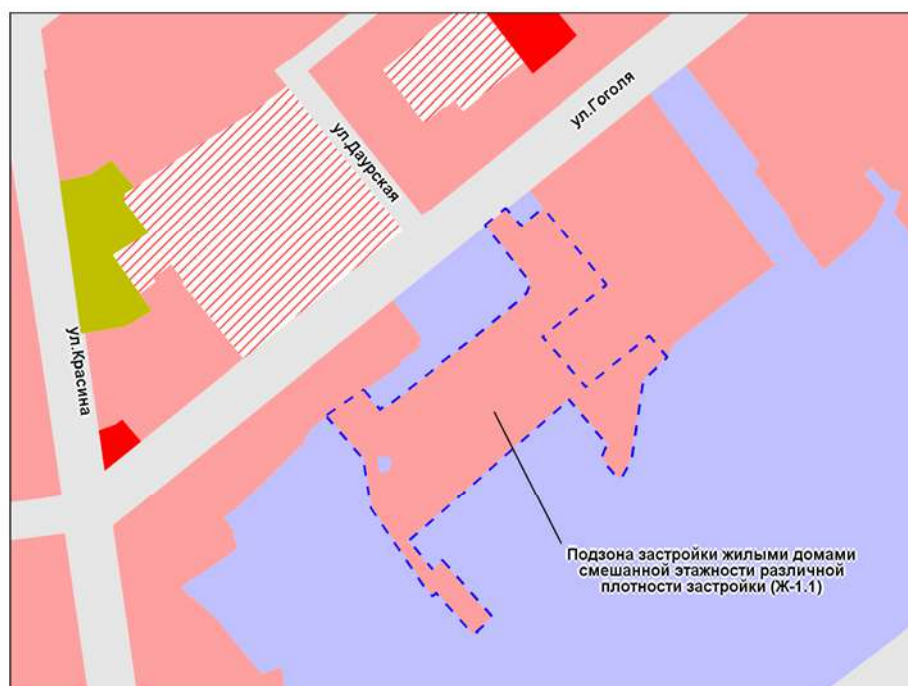 ул.Гоголя
ул.Даурская
ул.Красина
Подзона застройки жилыми домами
смешанной этажности различной
плотности застройки (Ж-1.1)